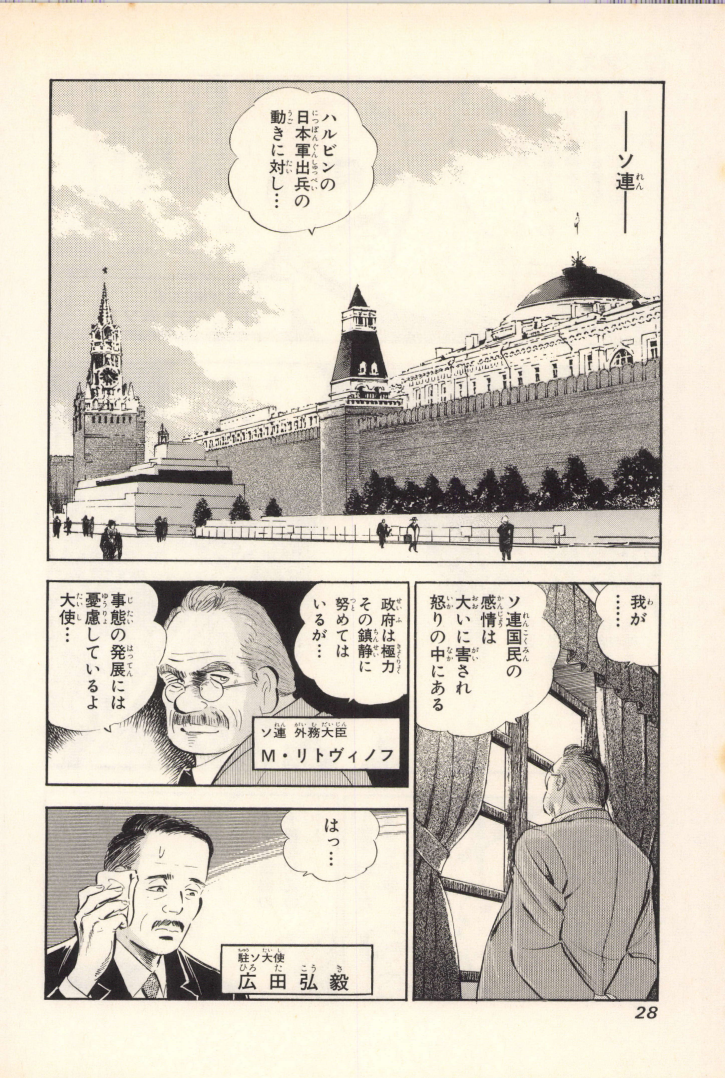 ――ソ連――
ハルビンの
日本軍出兵の
動きに対し…
我が
……
ソ連国民の
感情は
大いに害され
怒りの中にある
政府は極力
その鎮静に
努めては
いるが…
事態の発展には
憂慮しているよ
大使…
ソ連 外務大臣
M・リトヴィノフ
はっ…
駐ソ大使
広田弘毅
28